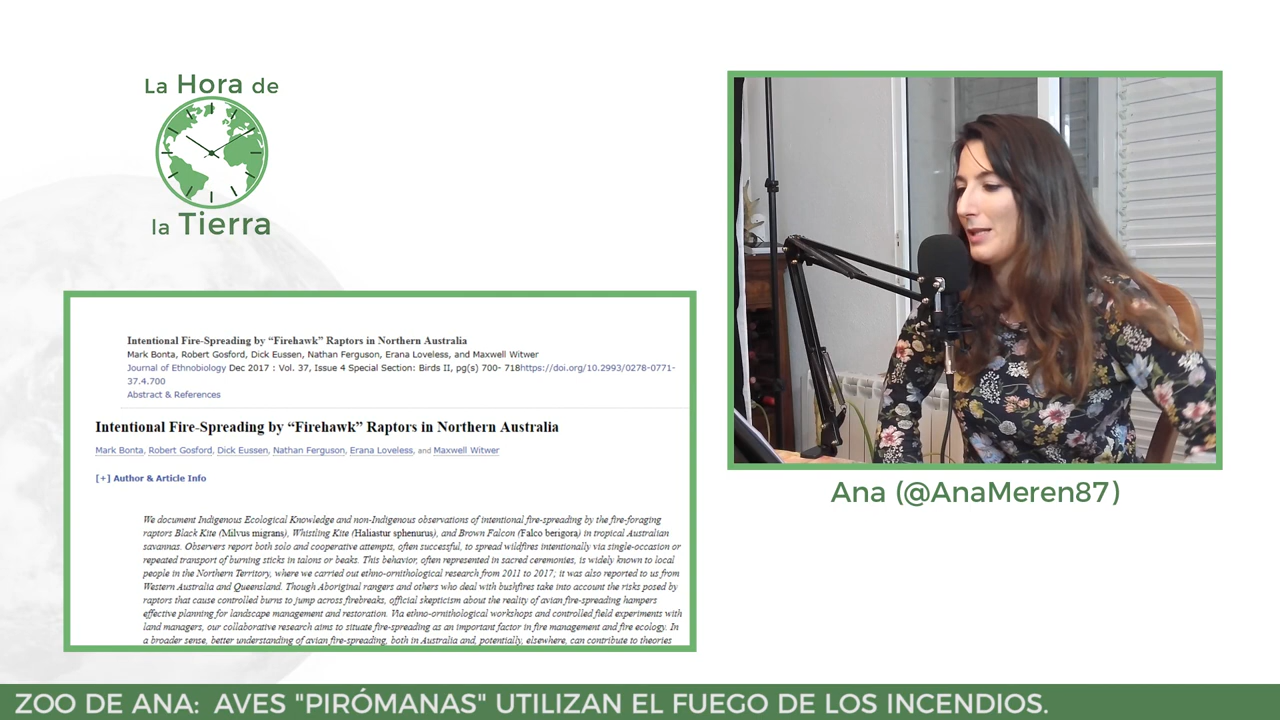 La Hora de
la Tierra
Intentional Fire-Spreading by “Firehawk” Raptors in Northern Australia
Mark Bonta, Robert Gosford, Dick Eussen, Nathan Ferguson, Erana Loveless, and Maxwell Witwer
Journal of Ethnobiology Dec 2017 : Vol. 37, Issue 4 Special Section: Birds II, pg(s) 700- 718https://doi.org/10.2993/0278-0771-
37.4.700
Abstract & References
Intentional Fire-Spreading by “Firehawk” Raptors in Northern Australia
Mark Bonta, Robert Gosford, Dick Eussen, Nathan Ferguson, Erana Loveless, and Maxwell Witwer
[+] Author & Article Info
We document Indigenous Ecological Knowledge and non-Indigenous observations of intentional fire-spreading by the fire-foraging
raptors Black Kite (Milvus migrans), Whistling Kite (Haliastur sphenurus), and Brown Falcon (Falco berigora) in tropical Australian
savannas. Observers report both solo and cooperative attempts, often successful, to spread wildfires intentionally via single-occasion or
repeated transport of burning sticks in talons or beaks. This behavior, often represented in sacred ceremonies, is widely known to local
people in the Northern Territory, where we carried out ethno-ornithological research from 2011 to 2017; it was also reported to us from
Western Australia and Queensland. Though Aboriginal rangers and others who deal with bushfires take into account the risks posed by
raptors that cause controlled burns to jump across firebreaks, official skepticism about the reality of avian fire-spreading hampers
effective planning for landscape management and restoration. Via ethno-ornithological workshops and controlled field experiments with
land managers, our collaborative research aims to situate fire-spreading as an important factor in fire management and fire ecology. In
a broader sense, better understanding of avian fire-spreading, both in Australia and, potentially, elsewhere, can contribute to theories
Ana (@AnaMeren87)
ZOO DE ANA: AVES "PIRÓMANAS" UTILIZAN EL FUEGO DE LOS INCENDIOS.